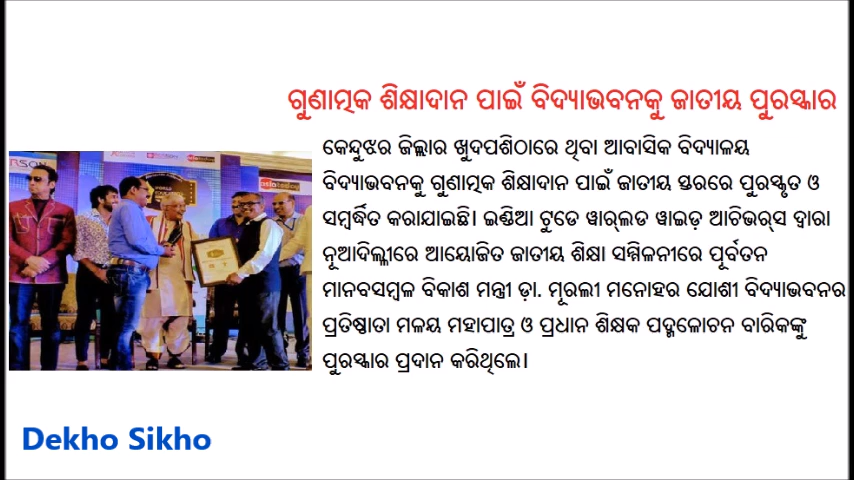 ଗୁଣାତ୍ମକ ଶିକ୍ଷାଦାନ ପାଇଁ ବିଦ୍ୟାଭବନକୁ ଜାତୀୟ ପୁରସ୍କାର
କେନ୍ଦୁଝର ଜିଲ୍ଲାର ଖୁଦପଶିଠାରେ ଥିବା ଆବାସିକ ବିଦ୍ୟାଳୟ
ବିଦ୍ୟାଭବନକୁ ଗୁଣାତ୍ମକ ଶିକ୍ଷାଦାନ ପାଇଁ ଜାତୀୟ ସ୍ତରରେ ପୁରସ୍କୃତ ଓ
ସମ୍ବର୍ଦ୍ଧିତ କରାଯାଇଛି। ଇଣ୍ଡିଆ ଟୁଡେ ୱାର୍‌ଲଡ ୱାଇଡ଼ ଆଚିଭର୍‌ସ ଦ୍ୱାରା
ନୂଆଦିଲ୍ଲୀରେ ଆୟୋଜିତ ଜାତୀୟ ଶିକ୍ଷା ସମ୍ମିଳନୀରେ ପୂର୍ବତନ
ମାନବସମ୍ବଳ ବିକାଶ ମନ୍ତ୍ରୀ ଡ଼ା. ମୂରଲୀ ମନୋହର ଯୋଶୀ ବିଦ୍ୟାଭବନର
ପ୍ରତିଷ୍ଠାତା ମଳୟ ମହାପାତ୍ର ଓ ପ୍ରଧାନ ଶିକ୍ଷକ ପଦ୍ମଲୋଚନ ବାରିକଙ୍କୁ
ପୁରସ୍କାର ପ୍ରଦାନ କରିଥିଲେ।
asia today
Dekho Sikho